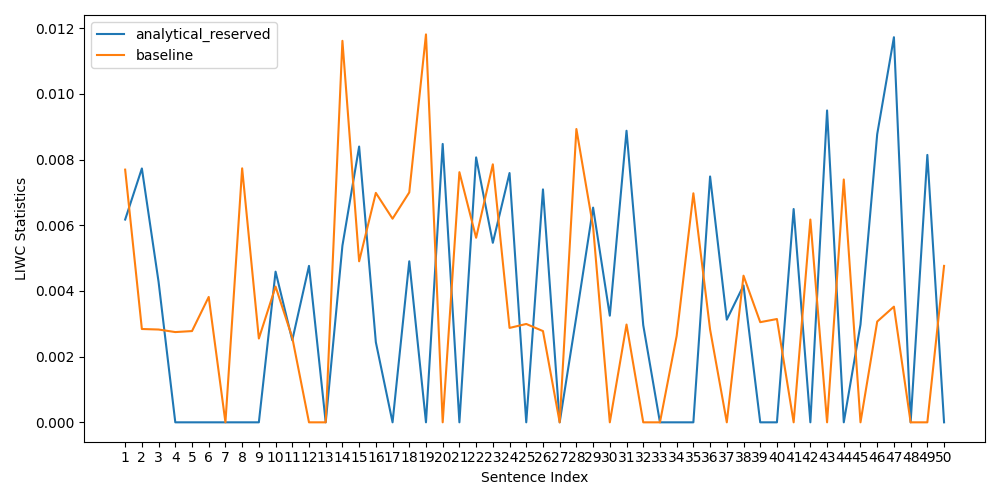 analytical_reserved
baseline
0.012
0.010
0.008
0.006
0.004
0.002
0.000
LIWC Statistics
1 2 3 4 5 6 7 8 9 10 11 12 13 14 15 16 17 18 19 20 21 22 23 24 25 26 27 28 29 30 31 32 33 34 35 36 37 38 39 40 41 42 43 44 45 46 47 48 49 50
Sentence Index